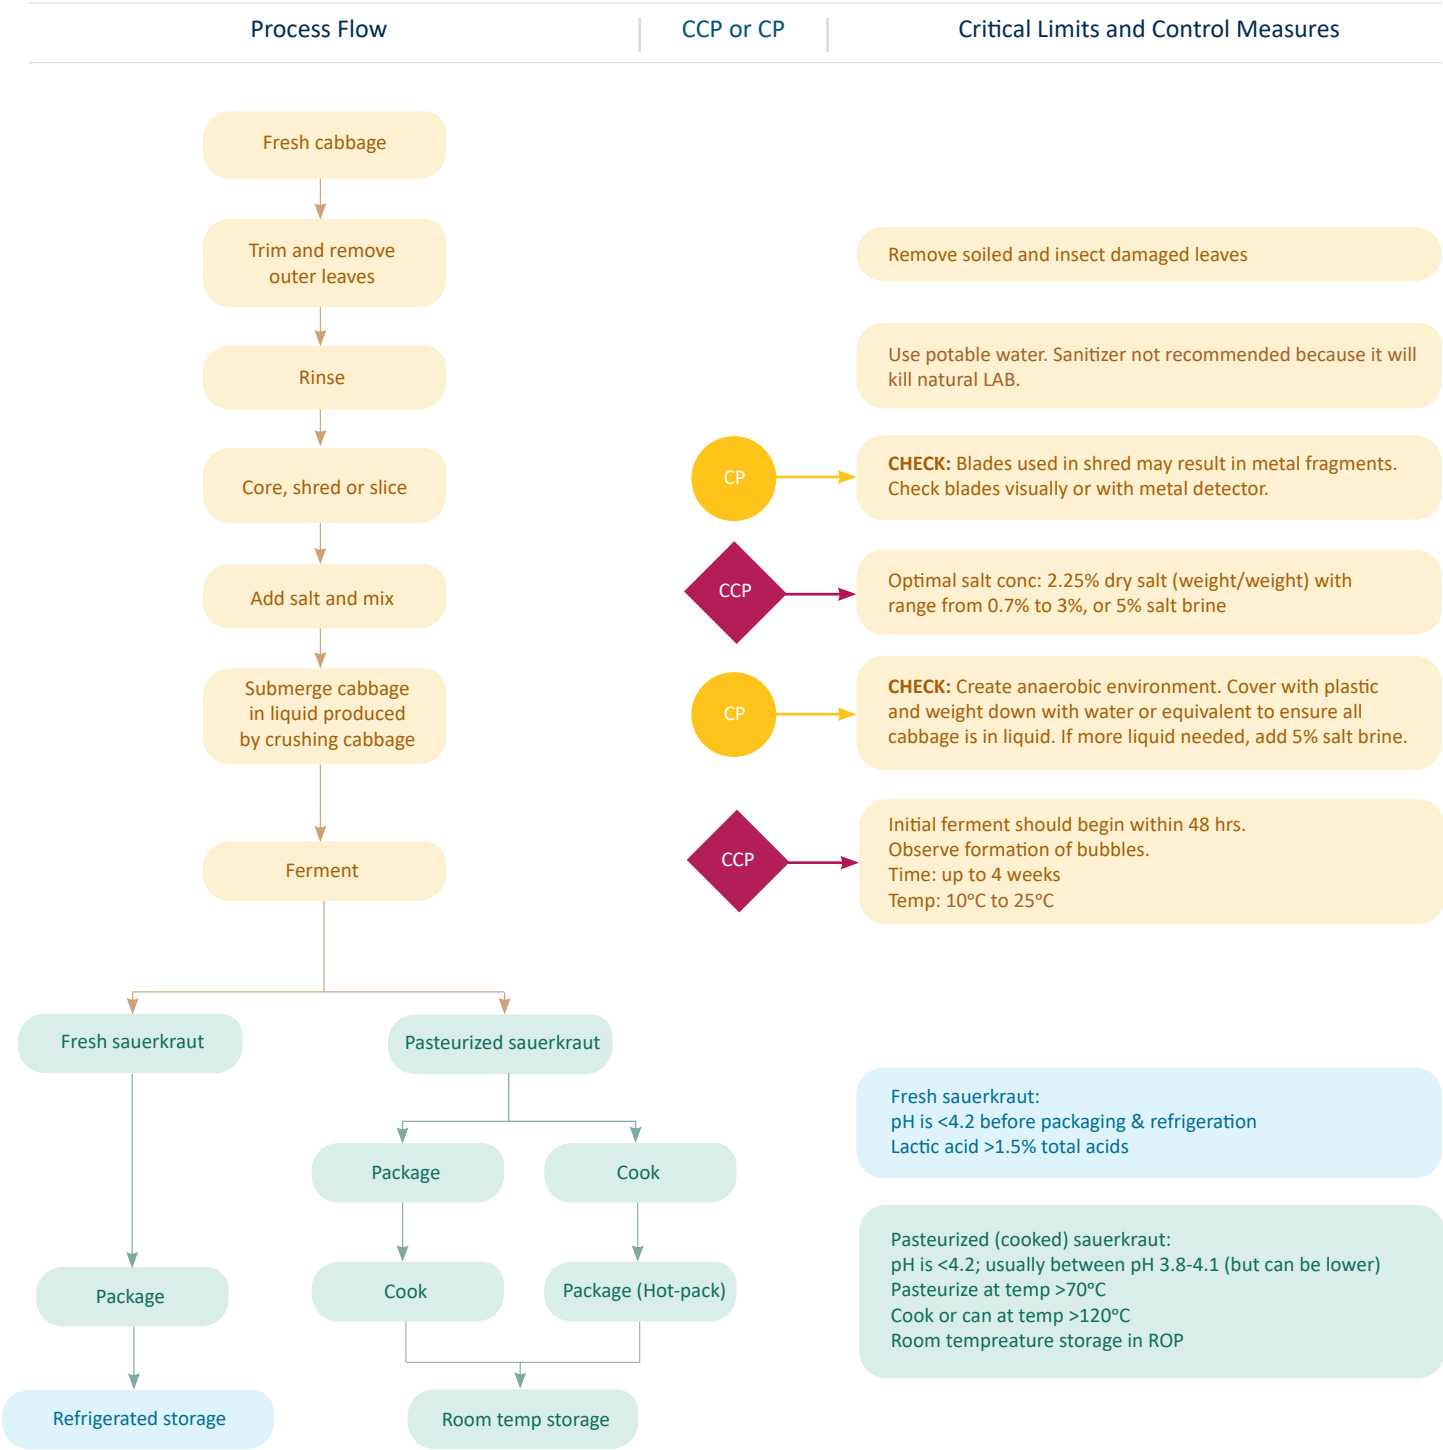 Process Flow
CCP or CP
Critical Limits and Control Measures
Fresh cabbage
Trim and remove
outer leaves
Remove soiled and insect damaged leaves
Rinse
Use potable water. Sanitizer not recommended because it will
kill natural LAB.
Core, shred or slice
CP
CHECK: Blades used in shred may result in metal fragments.
Check blades visually or with metal detector.
Add salt and mix
CCP
Optimal salt conc: 2.25% dry salt (weight/weight) with
range from 0.7% to 3%, or 5% salt brine
Submerge cabbage
in liquid produced
by crushing cabbage
CP
CHECK: Create anaerobic environment. Cover with plastic
and weight down with water or equivalent to ensure all
cabbage is in liquid. If more liquid needed, add 5% salt brine.
Ferment
CCP
Initial ferment should begin within 48 hrs.
Observe formation of bubbles.
Time: up to 4 weeks
Temp: 10°C to 25°C
Fresh sauerkraut
Pasteurized sauerkraut
Package
Cook
Cook
Package (Hot-pack)
Package
Refrigerated storage
Room temp storage
Fresh sauerkraut:
pH is <4.2 before packaging & refrigeration
Lactic acid >1.5% total acids
Pasteurized (cooked) sauerkraut:
pH is <4.2; usually between pH 3.8-4.1 (but can be lower)
Pasteurize at temp >70°C
Cook or can at temp >120°C
Room tempreature storage in ROP